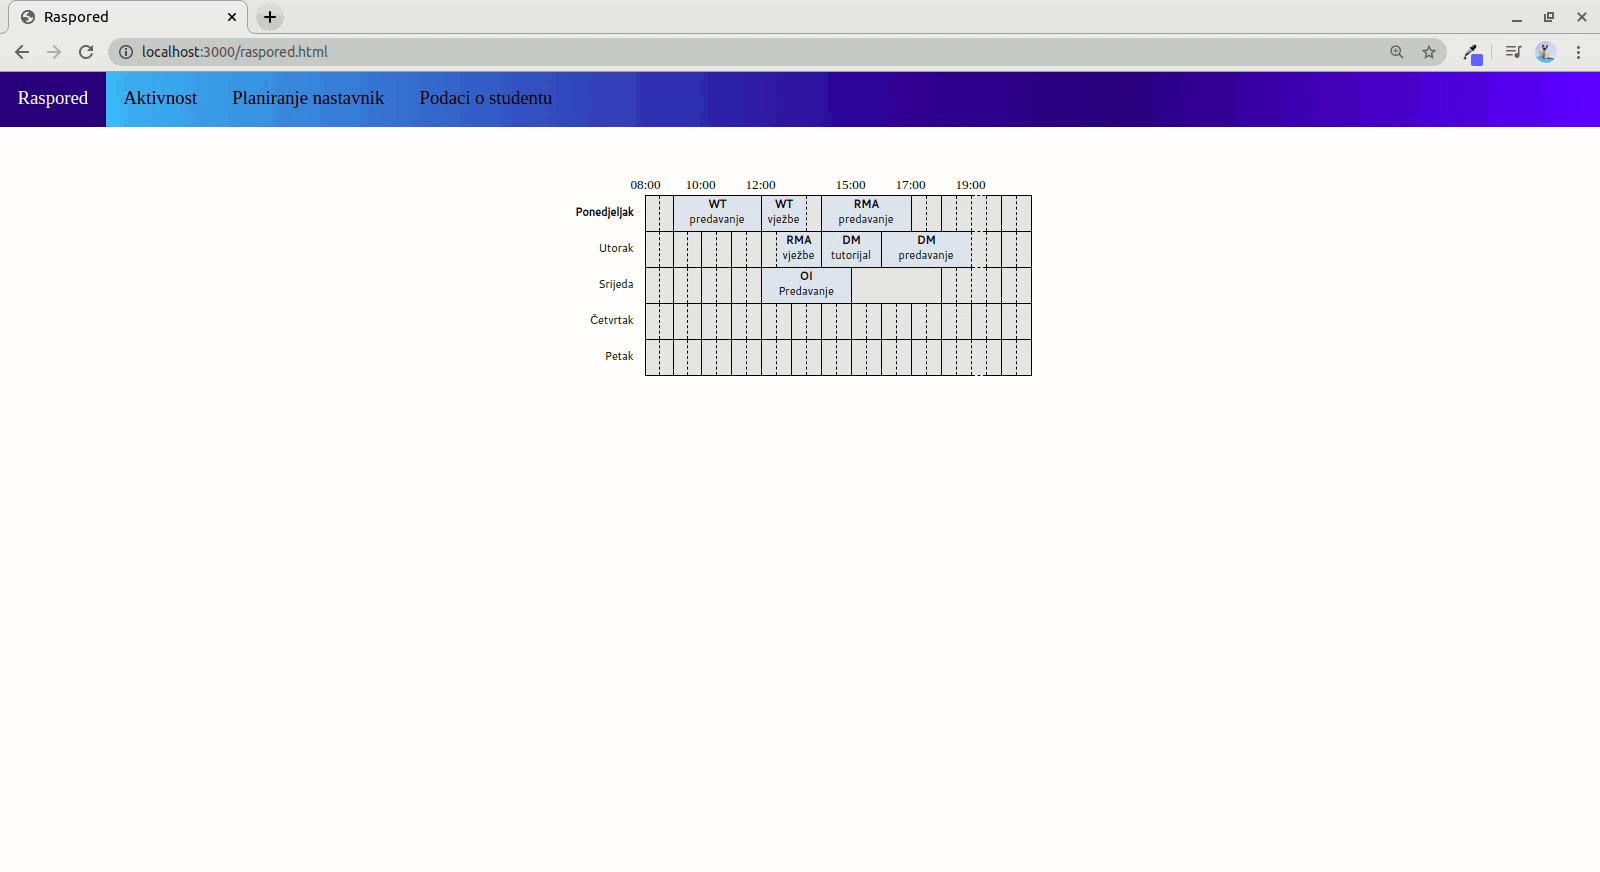 Raspored
localhost:3000/raspored.html
Raspored Aktivnost Planiranje nastavnik Podaci o studentu
08:00 10:00 12:00 15:00 17:00 19:00
Ponedjeljak
WT
predavanje
WT
vježbe
RMA
predavanje
Utorak
RMA
vježbe
DM
tutorijal
DM
predavanje
Srijeda
OI
Predavanje
Četvrtak
Petak